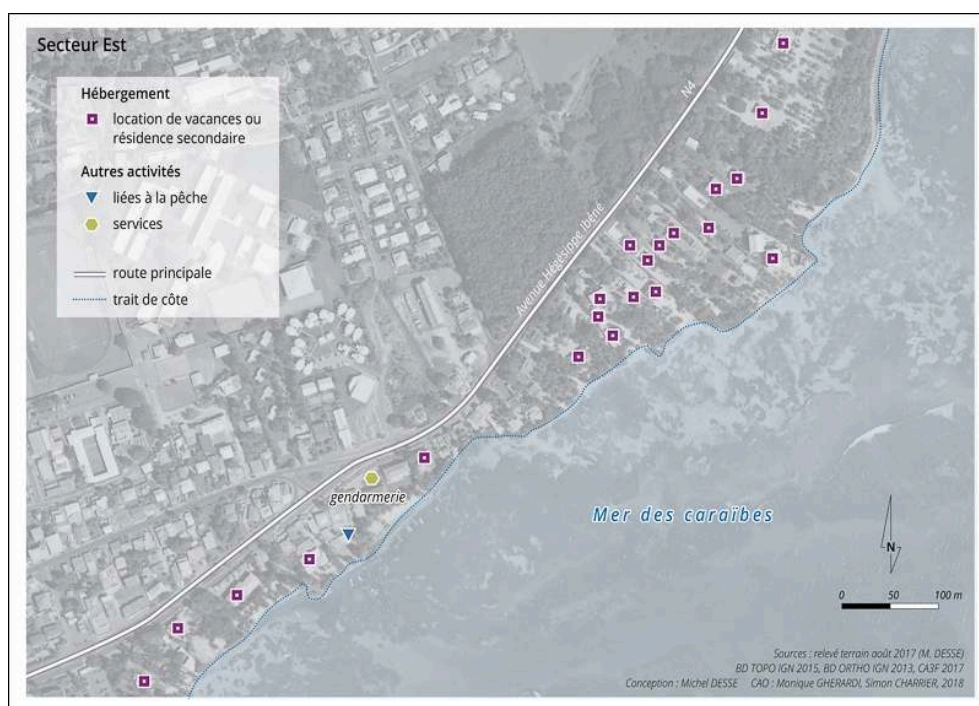 Secteur Est
Hébergement
location de vacances ou
résidence secondaire
Autres activités
liées à la pêche
services
route principale
trait de côte
N4
Avenue Hégésippe Ibéné
gendarmerie
Mer des caraïbes
N
0 50 100 m
Sources : relevé terrain août 2017 (M. DESSE)
BD TOPO IGN 2015, BD ORTHO IGN 2013, CA3F 2017
Conception : Michel DESSE CAO : Monique GHERARDI, Simon CHARRIER, 2018